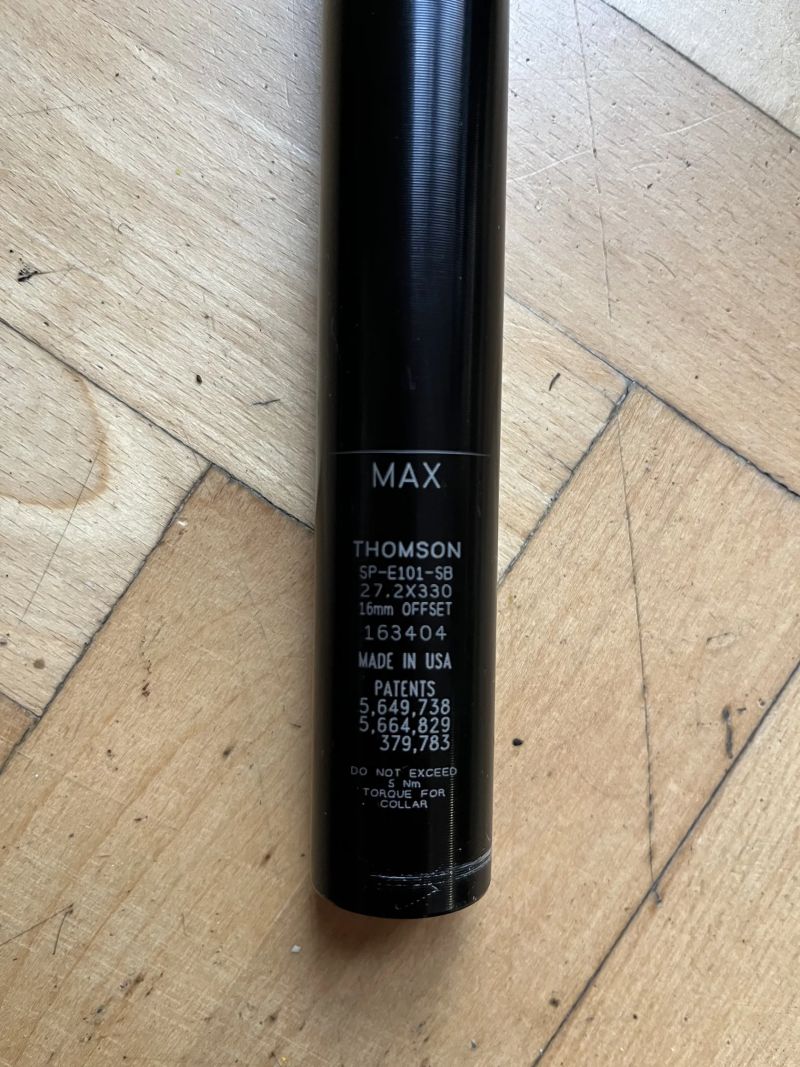 MAX
THOMSON
SP-E101-SB
27.2X330
16mm OFFSET
163404
MADE IN USA
PATENTS
5,649,738
5,664,829
379,783
DO NOT EXCEED
5 Nm
TORQUE FOR
COLLAR